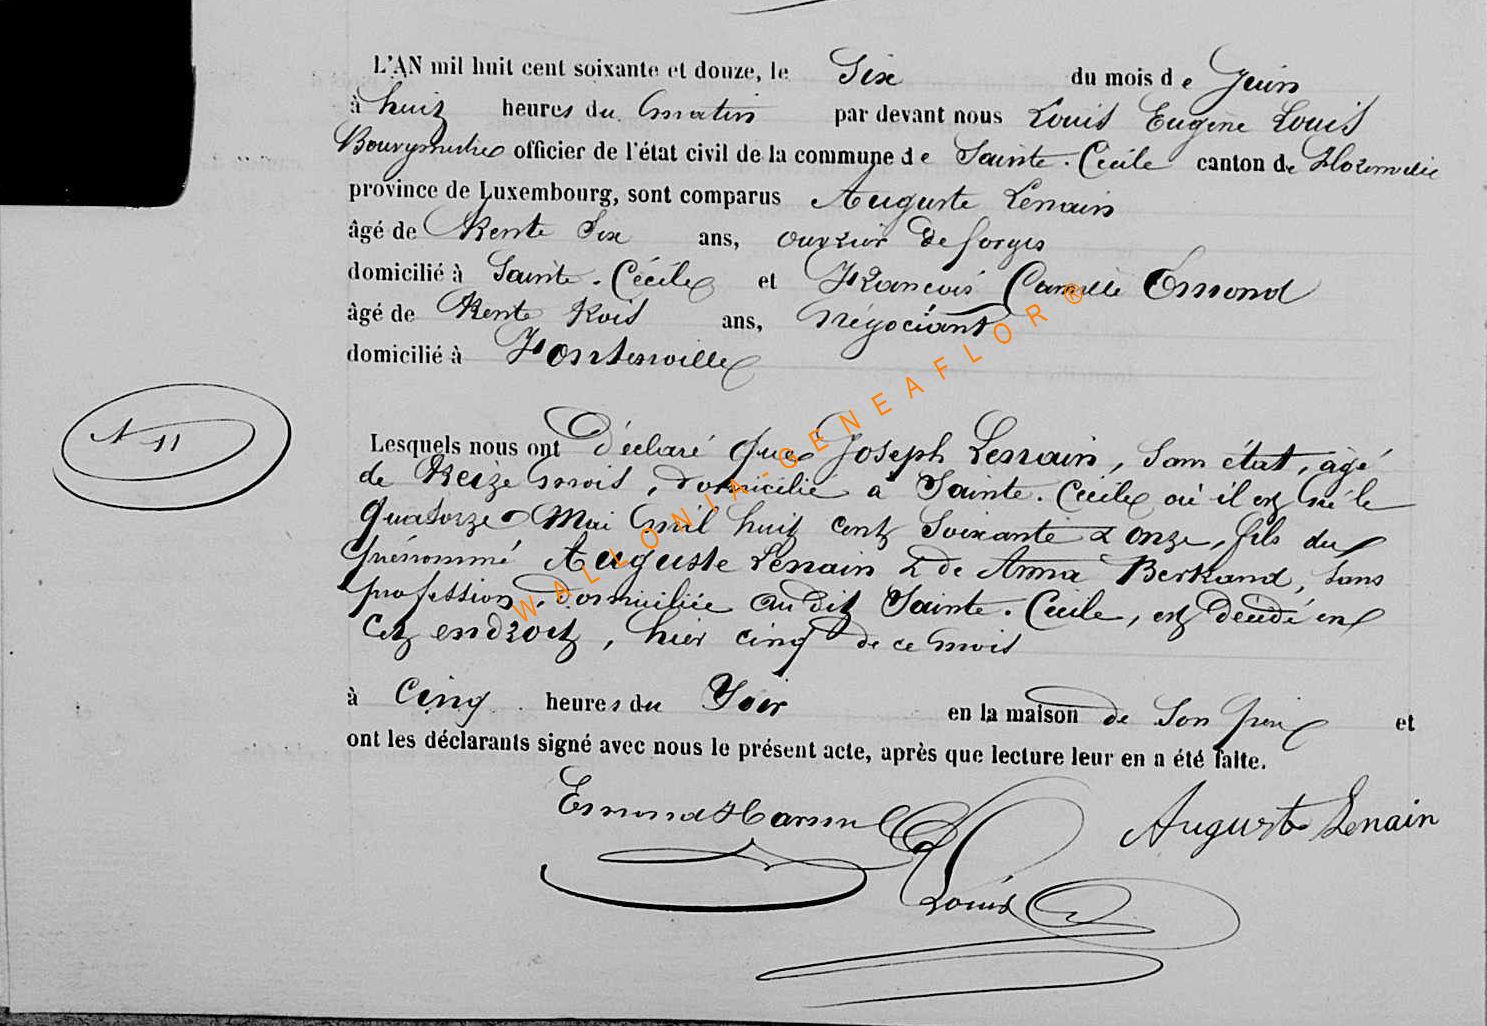 L'AN mil huit cent soixante et douze, le Six du mois de Juin
à huit heures du matin par devant nous Louis Eugène Louis
Bourgmestre officier de l'état civil de la commune de Sainte-Cécile canton de Florenville
province de Luxembourg, sont comparus Auguste Lenain
âgé de trente six ans, ouvrier de forges
domicilié à Sainte-Cécile et François Camille Emond
âgé de trente trois ans, négociant
domicilié à Fontenoille
N 11
Lesquels nous ont déclaré que Joseph Lenain, sans état, âgé
de treize mois, domicilié à Sainte-Cécile où il est né le
quatorze Mai mil huit cent soixante & onze, fils du
prénommé Auguste Lenain & de Anna Bertrand, sans
profession, domiciliée au dit Sainte-Cécile, est décédé en
cet endroit, hier cinq de ce mois
à cinq heures du Soir en la maison de son père et
ont les déclarants signé avec nous le présent acte, après que lecture leur en a été faite.
Emond Auguste Lenain
Louis
WALLONIA-GENEAFLOR®